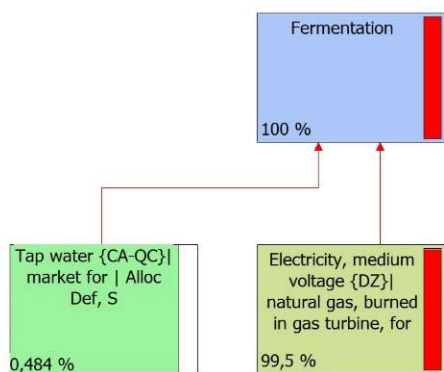 Fermentation
100 %
Tap water {CA-QC}|
market for | Alloc
Def, S
0,484 %
Electricity, medium
voltage {DZ}|
natural gas, burned
in gas turbine, for
99,5 %